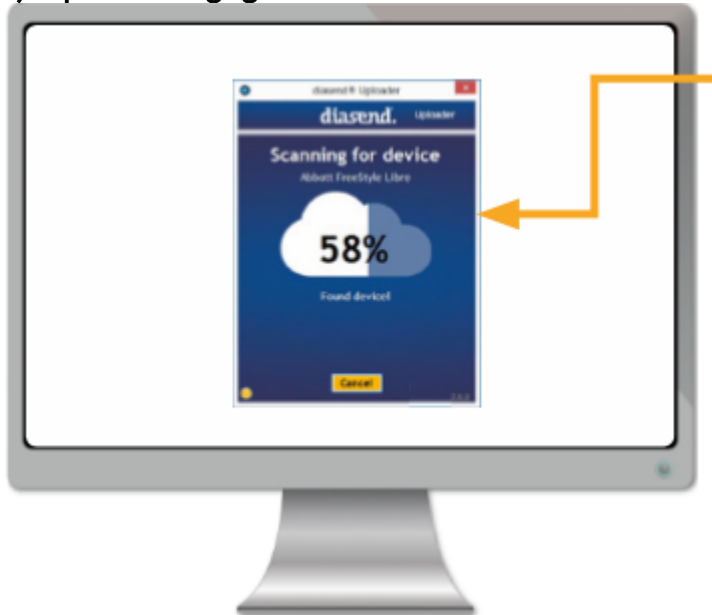 diasend® Uploader
diasend. Uploader
Scanning for device
Abbott FreeStyle Libre
58%
Found device!
Cancel